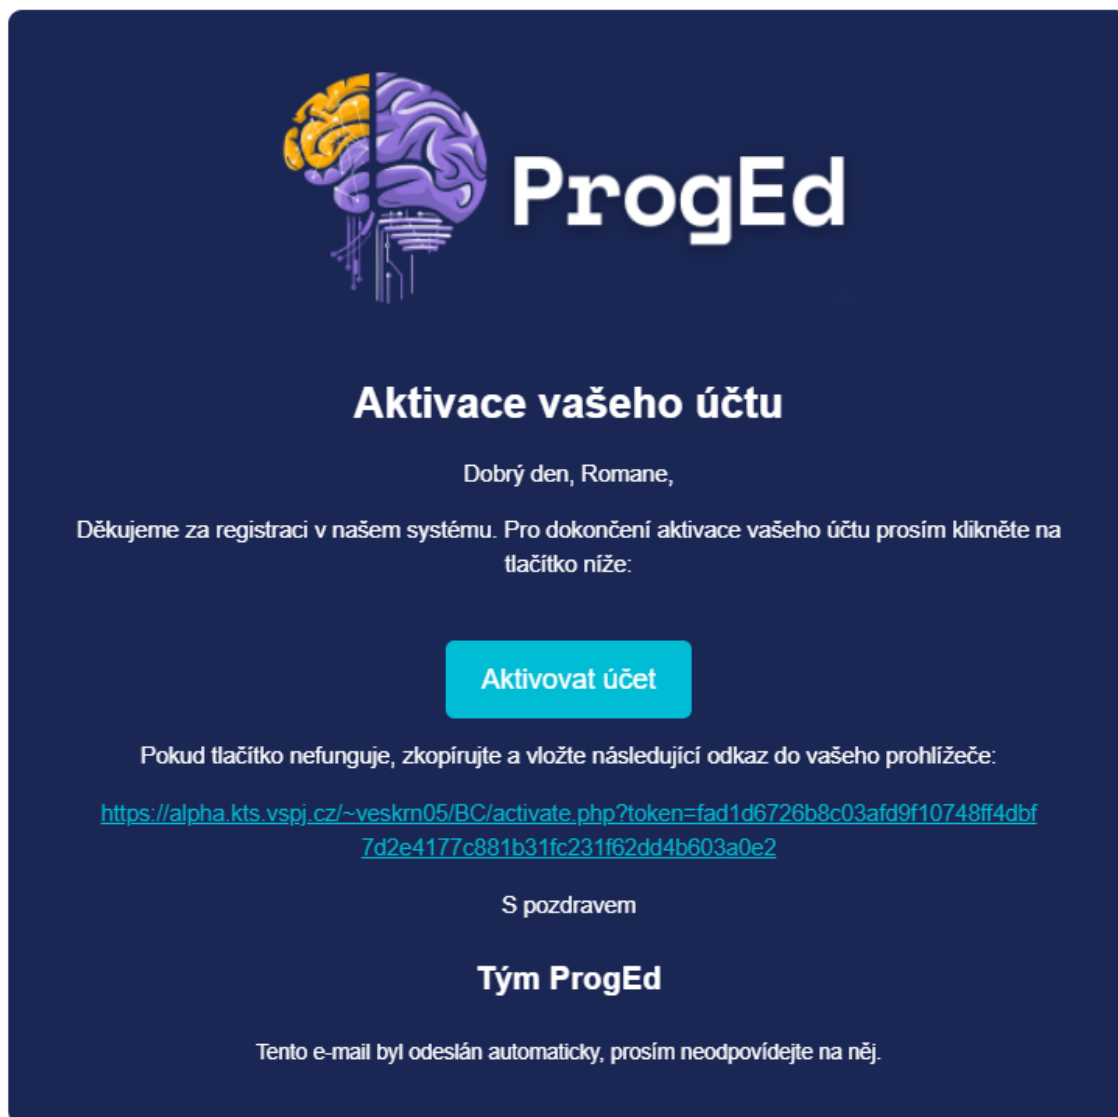 ProgEd
Aktivace vašeho účtu
Dobrý den, Romane,
Děkujeme za registraci v našem systému. Pro dokončení aktivace vašeho účtu prosím klikněte na
tlačítko níže:
Aktivovat účet
Pokud tlačítko nefunguje, zkopírujte a vložte následující odkaz do vašeho prohlížeče:
https://alpha.kts.vspj.cz/~veskrn05/BC/activate.php?token=fad1d6726b8c03afd9f10748ff4dbf
7d2e4177c881b31fc231f62dd4b603a0e2
S pozdravem
Tým ProgEd
Tento e-mail byl odeslán automaticky, prosím neodpovídejte na něj.